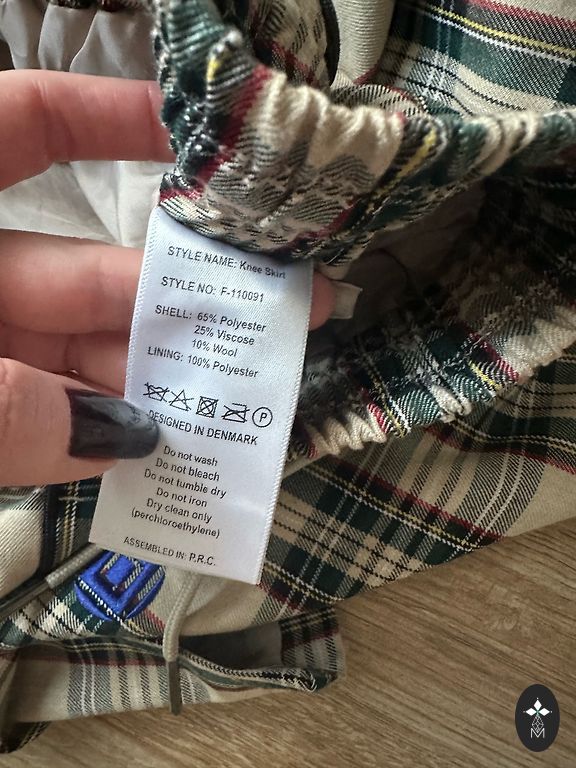 STYLE NAME: Knee Skirt
STYLE NO: F-110091
SHELL: 65% Polyester
25% Viscose
10% Wool
LINING: 100% Polyester
P
DESIGNED IN DENMARK
Do not wash
Do not bleach
Do not tumble dry
Do not iron
Dry clean only
(perchloroethylene)
ASSEMBLED IN: P.R.C.
M